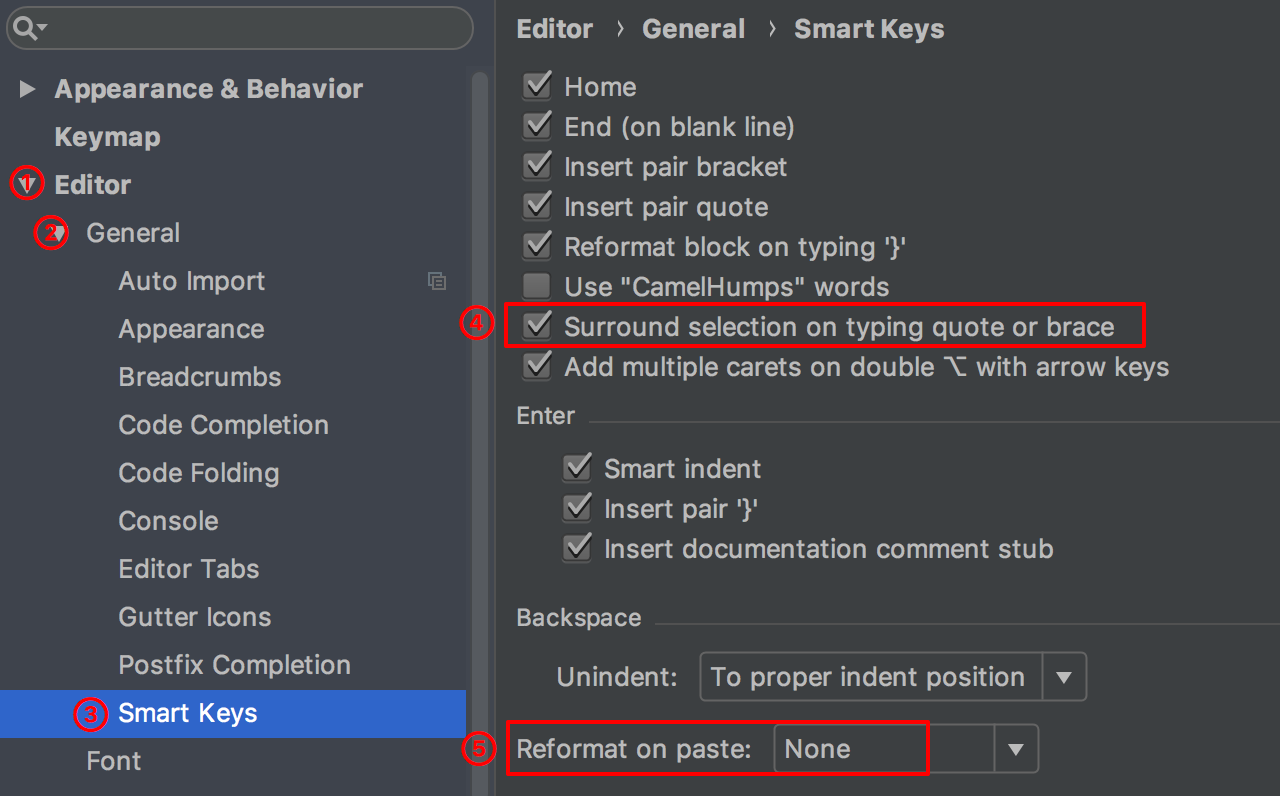 Appearance & Behavior
Keymap
① Editor
② General
Auto Import
Appearance
Breadcrumbs
Code Completion
Code Folding
Console
Editor Tabs
Gutter Icons
Postfix Completion
③ Smart Keys
Font
Editor › General › Smart Keys
Home
End (on blank line)
Insert pair bracket
Insert pair quote
Reformat block on typing '}'
Use "CamelHumps" words
④ Surround selection on typing quote or brace
Add multiple carets on double ⌥ with arrow keys
Enter
Smart indent
Insert pair '}'
Insert documentation comment stub
Backspace
Unindent: To proper indent position
⑤ Reformat on paste: None